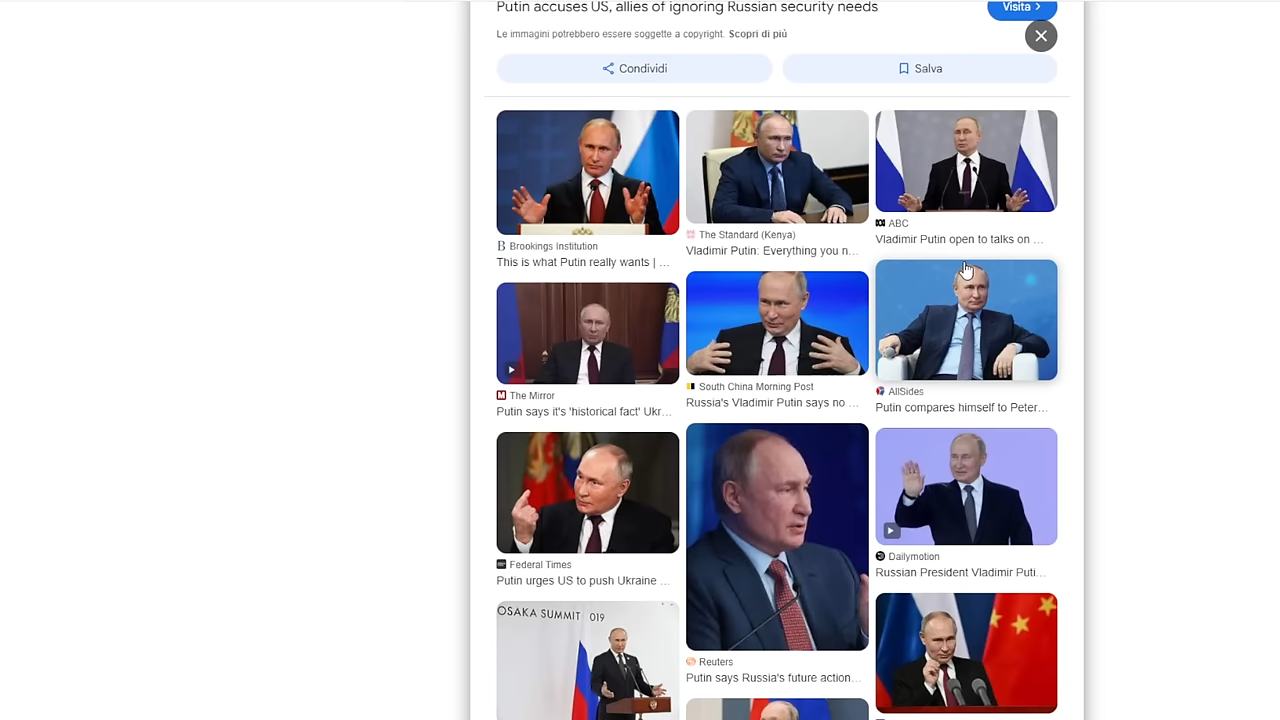 Putin accuses US, allies of ignoring Russian security needs
Visita
Le immagini potrebbero essere soggette a copyright. Scopri di più
Condividi
Salva
Brookings Institution
This is what Putin really wants | ...
The Standard (Kenya)
Vladimir Putin: Everything you n...
ABC
Vladimir Putin open to talks on ...
The Mirror
Putin says it's 'historical fact' Ukr...
South China Morning Post
Russia's Vladimir Putin says no ...
AllSides
Putin compares himself to Peter...
Federal Times
Putin urges US to push Ukraine ...
Dailymotion
Russian President Vladimir Puti...
OSAKA SUMMIT 019
Reuters
Putin says Russia's future action...